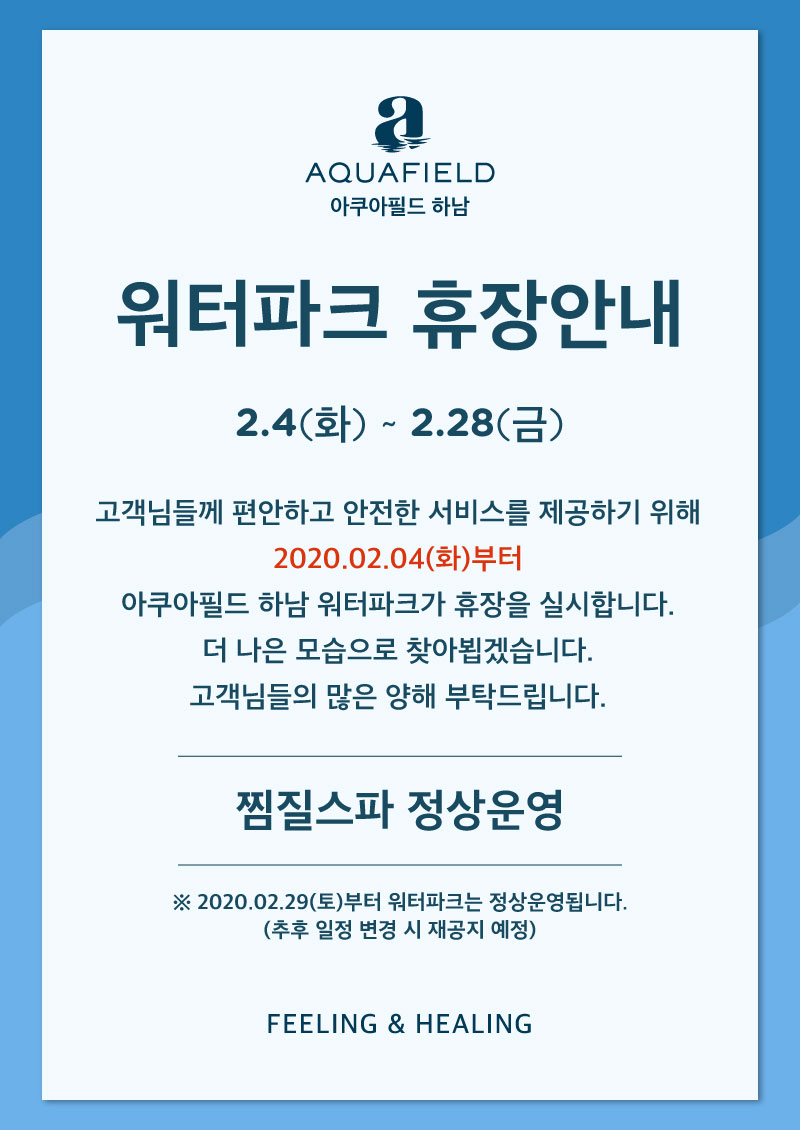 a
AQUAFIELD
아쿠아필드 하남
워터파크 휴장안내
2.4(화) ~ 2.28(금)
고객님들께 편안하고 안전한 서비스를 제공하기 위해
2020.02.04(화)부터
아쿠아필드 하남 워터파크가 휴장을 실시합니다.
더 나은 모습으로 찾아뵙겠습니다.
고객님들의 많은 양해 부탁드립니다.
찜질스파 정상운영
※ 2020.02.29(토)부터 워터파크는 정상운영됩니다.
(추후 일정 변경 시 재공지 예정)
FEELING & HEALING